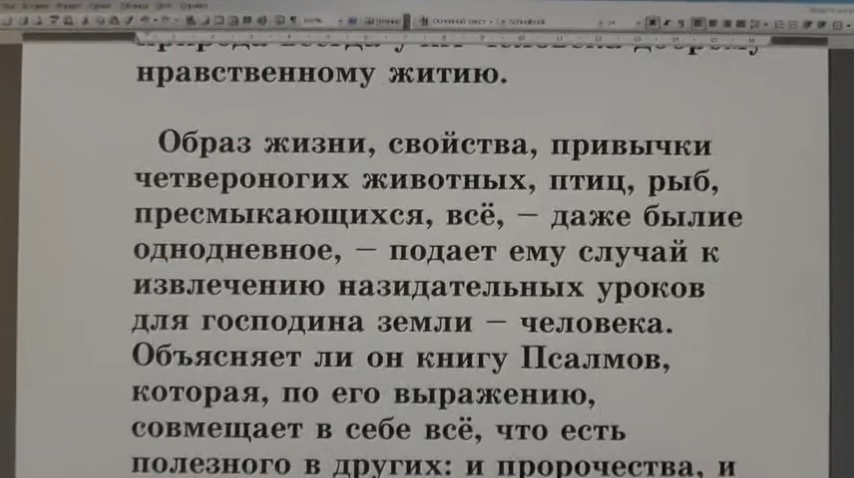 нравственному житию.
Образ жизни, свойства, привычки
четвероногих животных, птиц, рыб,
пресмыкающихся, всё, – даже былие
однодневное, – подает ему случай к
извлечению назидательных уроков
для господина земли – человека.
Объясняет ли он книгу Псалмов,
которая, по его выражению,
совмещает в себе всё, что есть
полезного в других: и пророчества, и